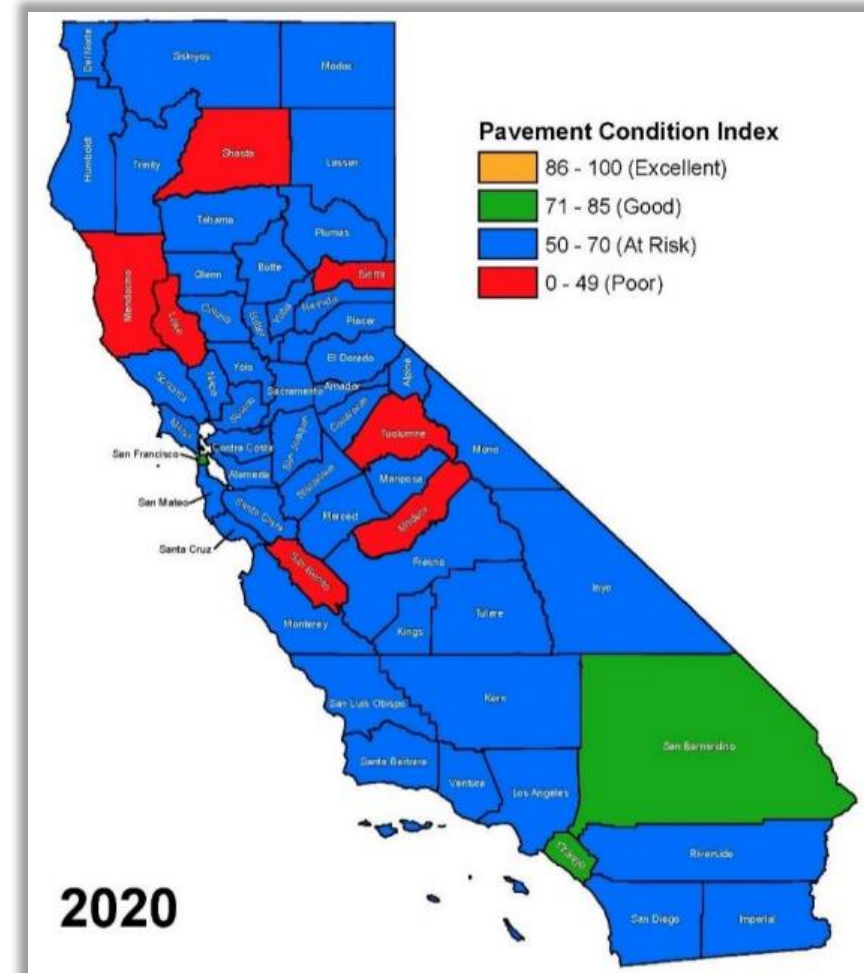 Del Norte
Siskiyou
Modoc
Humboldt
Trinity
Shasta
Lassen
Pavement Condition Index
86 - 100 (Excellent)
71 - 85 (Good)
50 - 70 (At Risk)
0 - 49 (Poor)
Tehama
Plumas
Mendocino
Glenn
Butte
Sierra
Lake
Colusa
Sutter
Yuba
Nevada
Placer
Sonoma
Napa
Yolo
El Dorado
Sacramento
Amador
Alpine
Solano
Calaveras
Marin
San Joaquin
Tuolumne
Mono
San Francisco
Contra Costa
Alameda
Stanislaus
Mariposa
San Mateo
Santa Clara
Merced
Madera
Santa Cruz
San Benito
Fresno
Inyo
Monterey
Kings
Tulare
San Luis Obispo
Kern
San Bernardino
Santa Barbara
Ventura
Los Angeles
Orange
Riverside
2020
San Diego
Imperial